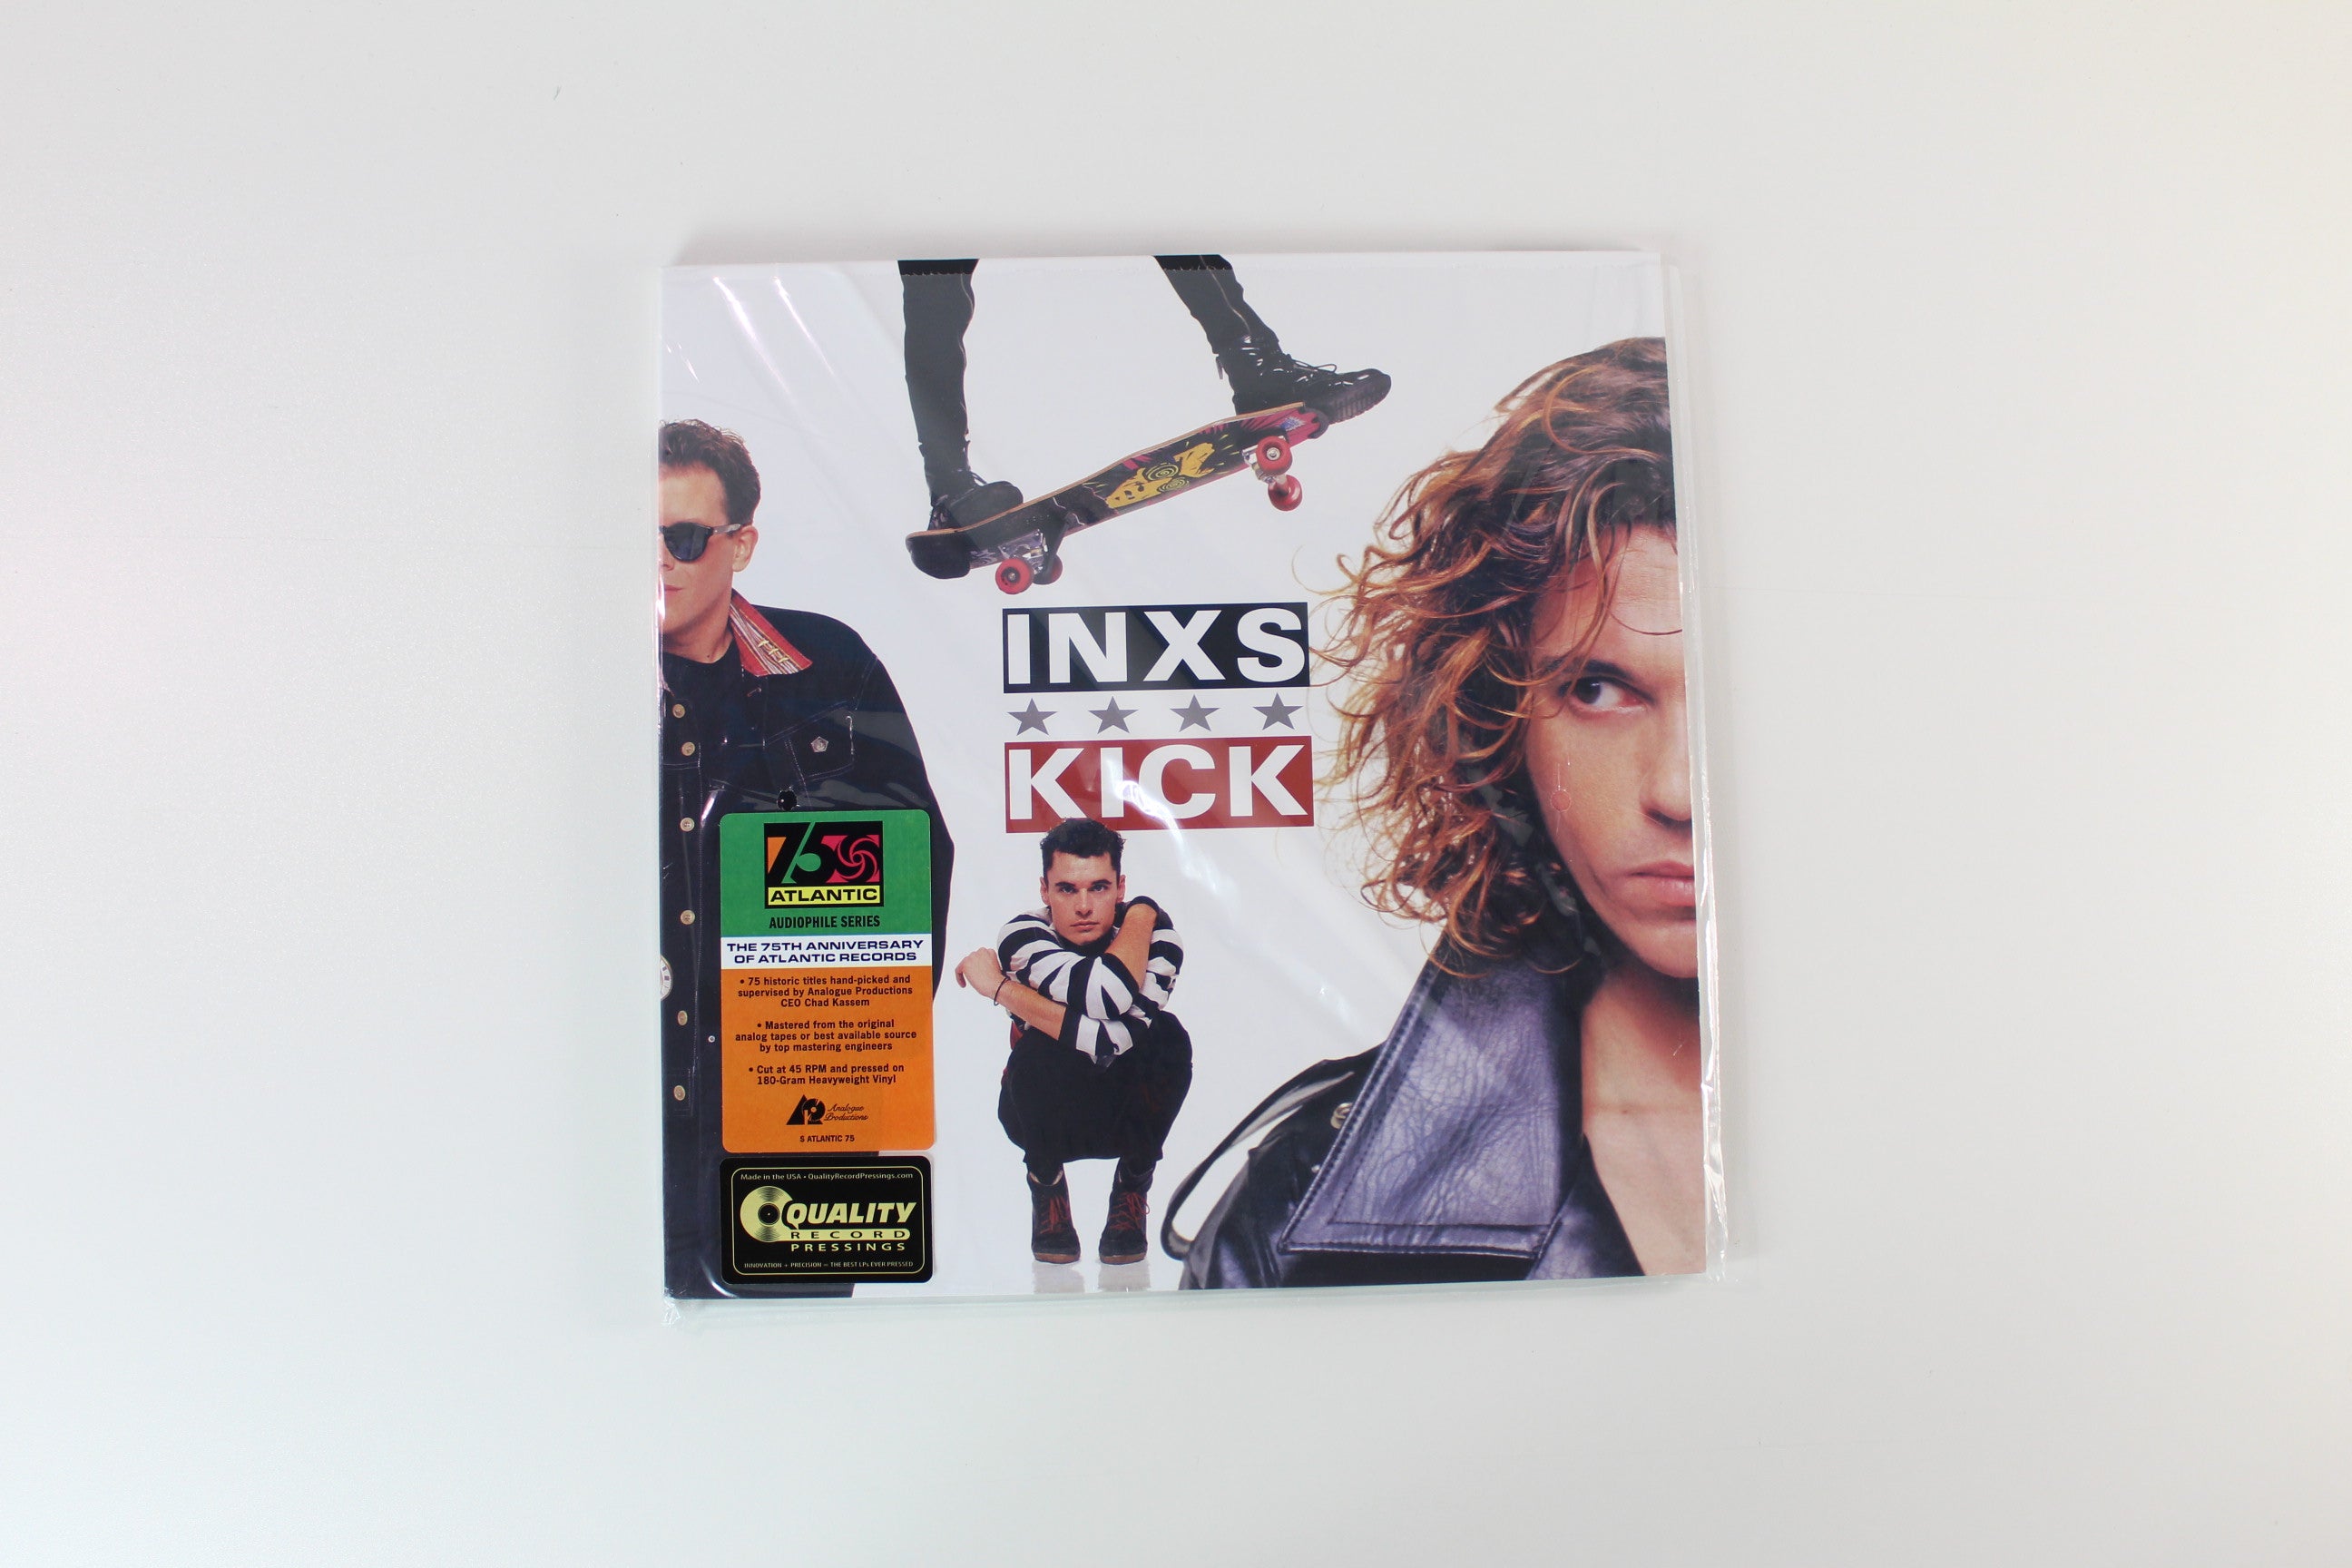 INXS
KICK
75
ATLANTIC
AUDIOPHILE SERIES
THE 75TH ANNIVERSARY
OF ATLANTIC RECORDS
• 75 historic titles hand-picked and
supervised by Analogue Productions
CEO Chad Kassem
• Mastered from the original
analog tapes or best available source
by top mastering engineers
• Cut at 45 RPM and pressed on
180-Gram Heavyweight Vinyl
Analogue
Productions
S ATLANTIC 75
Made in the USA • QualityRecordPressings.com
QUALITY
RECORD
PRESSINGS
INNOVATION + PRECISION = THE BEST LPs EVER PRESSED